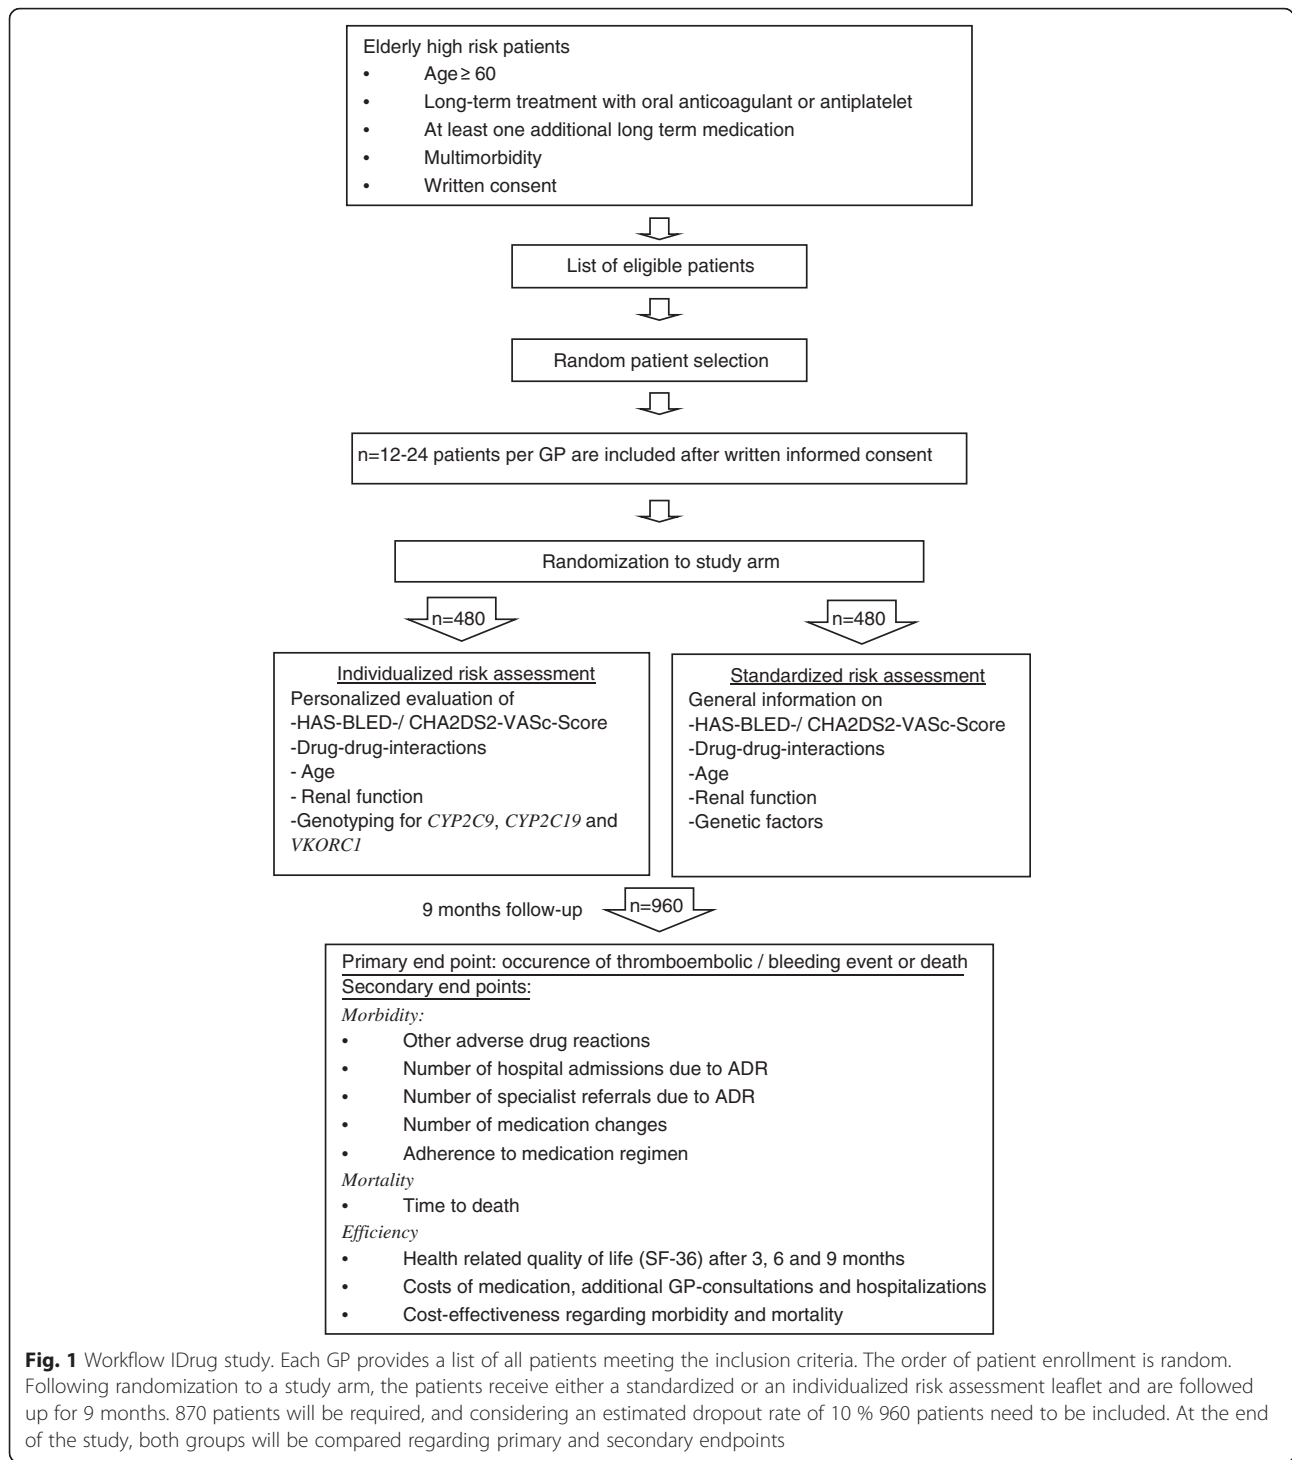 Elderly high risk patients
• Age ≥ 60
• Long-term treatment with oral anticoagulant or antiplatelet
• At least one additional long term medication
• Multimorbidity
• Written consent
List of eligible patients
Random patient selection
n=12-24 patients per GP are included after written informed consent
Randomization to study arm
n=480
n=480
Individualized risk assessment
Personalized evaluation of
-HAS-BLED-/ CHA2DS2-VASc-Score
-Drug-drug-interactions
- Age
- Renal function
-Genotyping for CYP2C9, CYP2C19 and
VKORC1
Standardized risk assessment
General information on
-HAS-BLED-/ CHA2DS2-VASc-Score
-Drug-drug-interactions
-Age
-Renal function
-Genetic factors
9 months follow-up
n=960
Primary end point: occurence of thromboembolic / bleeding event or death
Secondary end points:
Morbidity:
• Other adverse drug reactions
• Number of hospital admissions due to ADR
• Number of specialist referrals due to ADR
• Number of medication changes
• Adherence to medication regimen
Mortality
• Time to death
Efficiency
• Health related quality of life (SF-36) after 3, 6 and 9 months
• Costs of medication, additional GP-consultations and hospitalizations
• Cost-effectiveness regarding morbidity and mortality
Fig. 1 Workflow IDrug study. Each GP provides a list of all patients meeting the inclusion criteria. The order of patient enrollment is random.
Following randomization to a study arm, the patients receive either a standardized or an individualized risk assessment leaflet and are followed
up for 9 months. 870 patients will be required, and considering an estimated dropout rate of 10 % 960 patients need to be included. At the end
of the study, both groups will be compared regarding primary and secondary endpoints